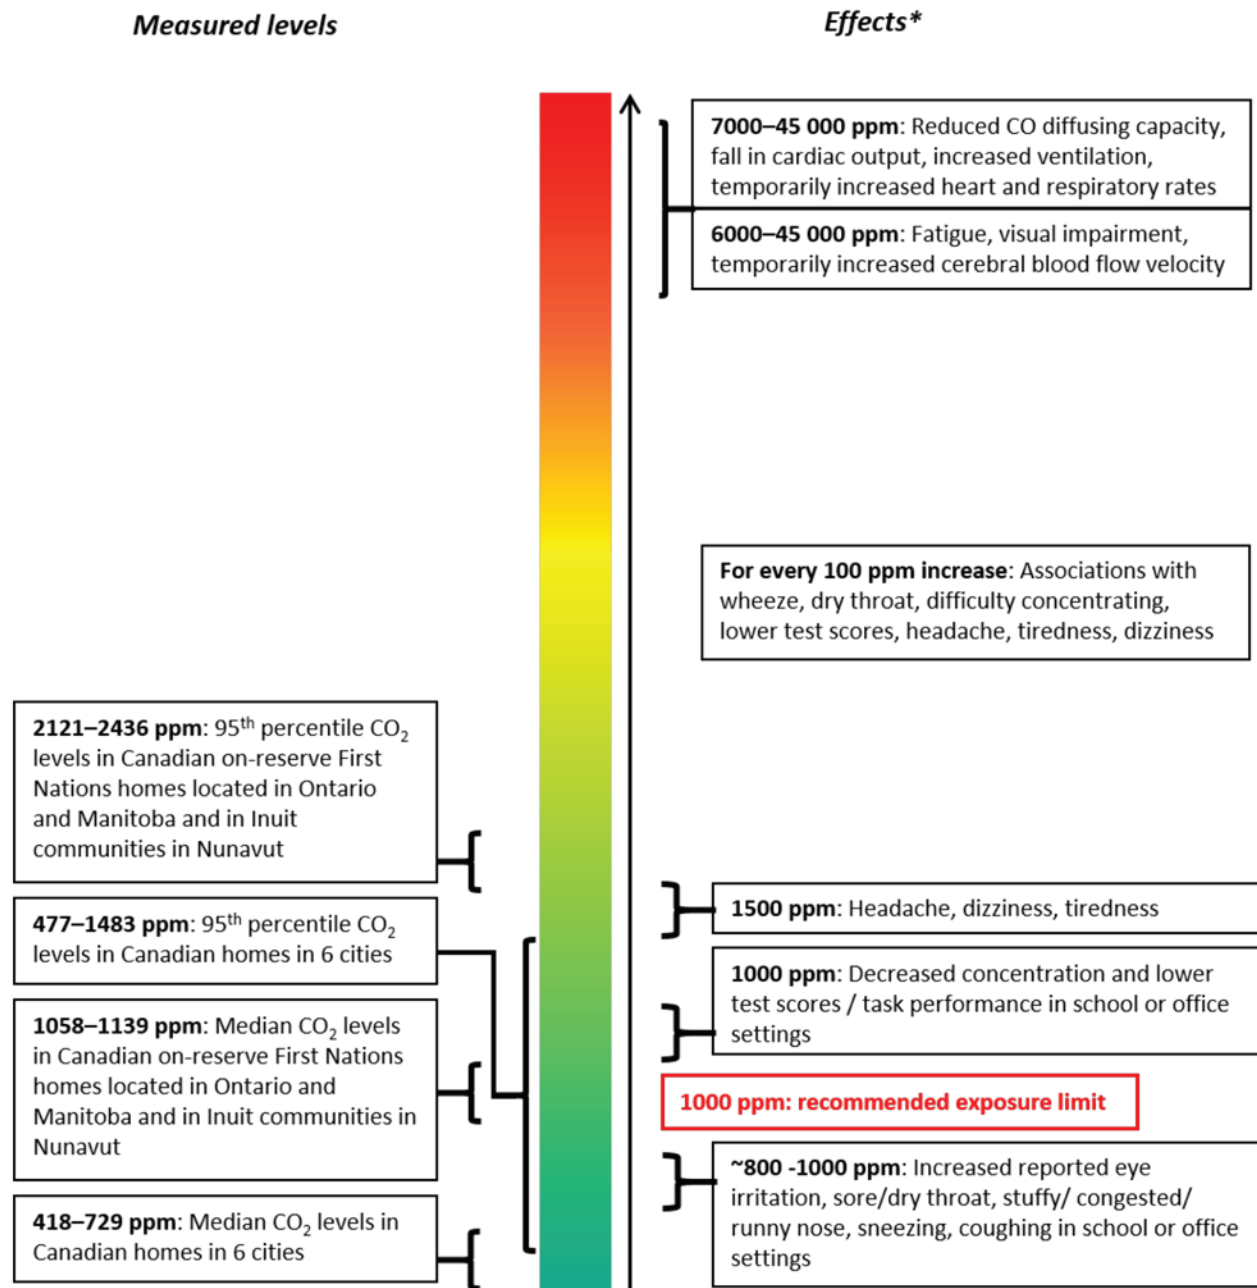 Measured levels
Effects*
7000–45 000 ppm: Reduced CO diffusing capacity,
fall in cardiac output, increased ventilation,
temporarily increased heart and respiratory rates
6000–45 000 ppm: Fatigue, visual impairment,
temporarily increased cerebral blood flow velocity
For every 100 ppm increase: Associations with
wheeze, dry throat, difficulty concentrating,
lower test scores, headache, tiredness, dizziness
2121–2436 ppm: 95th percentile CO₂
levels in Canadian on-reserve First
Nations homes located in Ontario
and Manitoba and in Inuit
communities in Nunavut
477–1483 ppm: 95th percentile CO₂
levels in Canadian homes in 6 cities
1058–1139 ppm: Median CO₂ levels
in Canadian on-reserve First Nations
homes located in Ontario and
Manitoba and in Inuit communities in
Nunavut
418–729 ppm: Median CO₂ levels in
Canadian homes in 6 cities
1500 ppm: Headache, dizziness, tiredness
1000 ppm: Decreased concentration and lower
test scores / task performance in school or office
settings
1000 ppm: recommended exposure limit
~800 -1000 ppm: Increased reported eye
irritation, sore/dry throat, stuffy/ congested/
runny nose, sneezing, coughing in school or office
settings